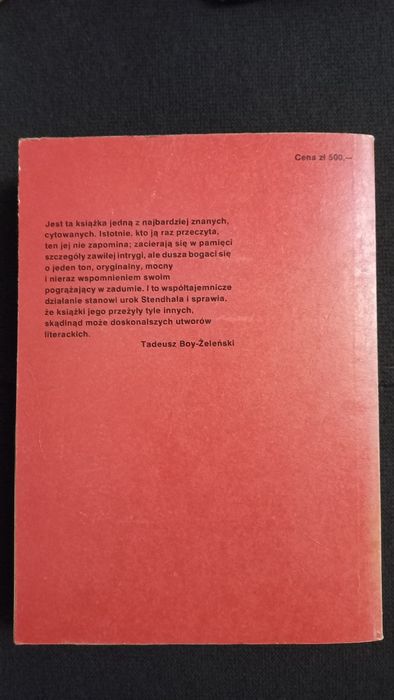 Cena zł 500,—
Jest ta książka jedną z najbardziej znanych,
cytowanych. Istotnie, kto ją raz przeczyta,
ten jej nie zapomina; zacierają się w pamięci
szczegóły zawiłej intrygi, ale dusza bogaci się
o jeden ton, oryginalny, mocny
i nieraz wspomnieniem swoim
pogrążający w zadumie. I to współtajemnicze
działanie stanowi urok Stendhala i sprawia,
że książki jego przeżyły tyle innych,
skądinąd może doskonalszych utworów
literackich.
Tadeusz Boy-Żeleński